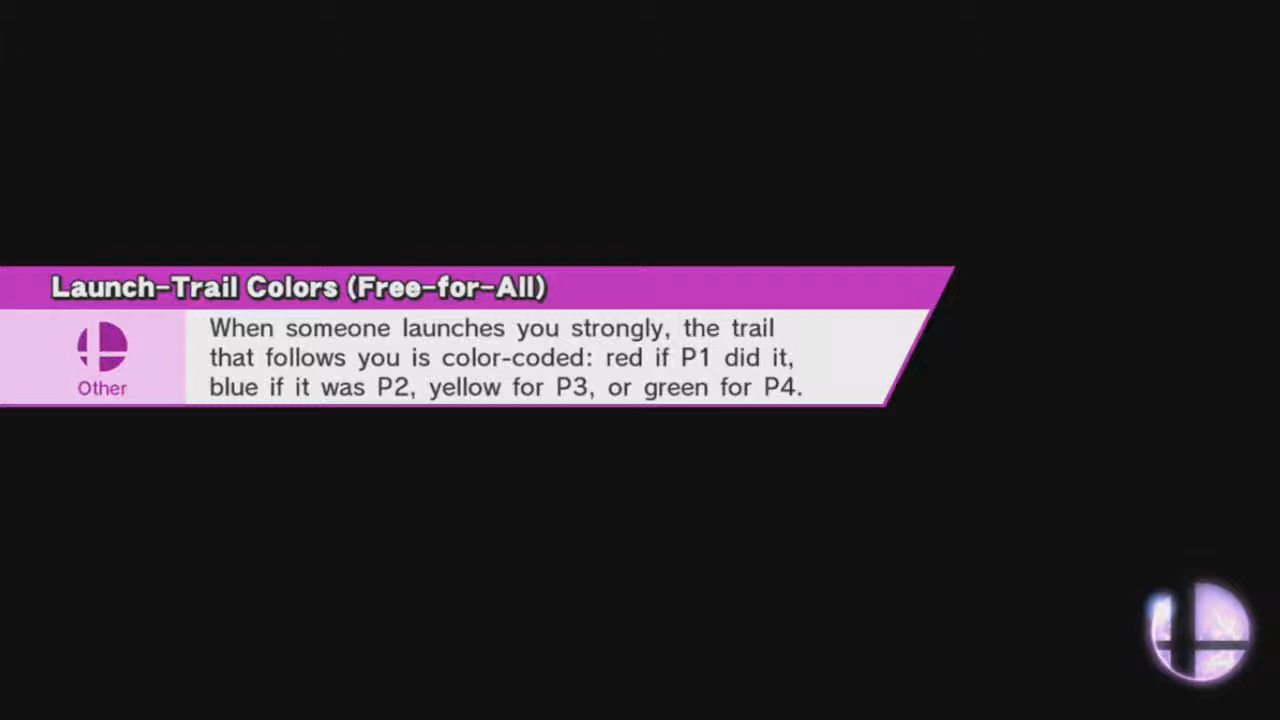 Launch-Trail Colors (Free-for-All)
When someone launches you strongly, the trail
that follows you is color-coded: red if P1 did it,
blue if it was P2, yellow for P3, or green for P4.
Other